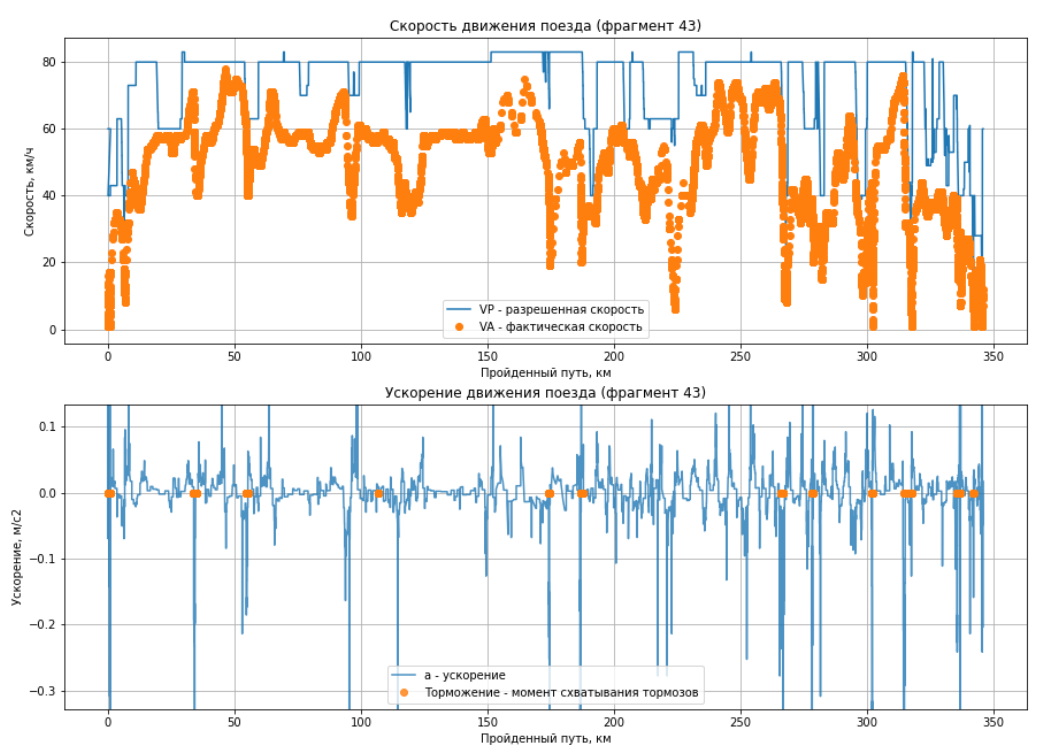 Скорость движения поезда (фрагмент 43)
80
60
40
20
0
Скорость, км/ч
VP - разрешенная скорость
VA - фактическая скорость
0 50 100 150 200 250 300 350
Пройденный путь, км
Ускорение движения поезда (фрагмент 43)
0.1
0.0
−0.1
−0.2
−0.3
Ускорение, м/с2
a - ускорение
Торможение - момент схватывания тормозов
0 50 100 150 200 250 300 350
Пройденный путь, км